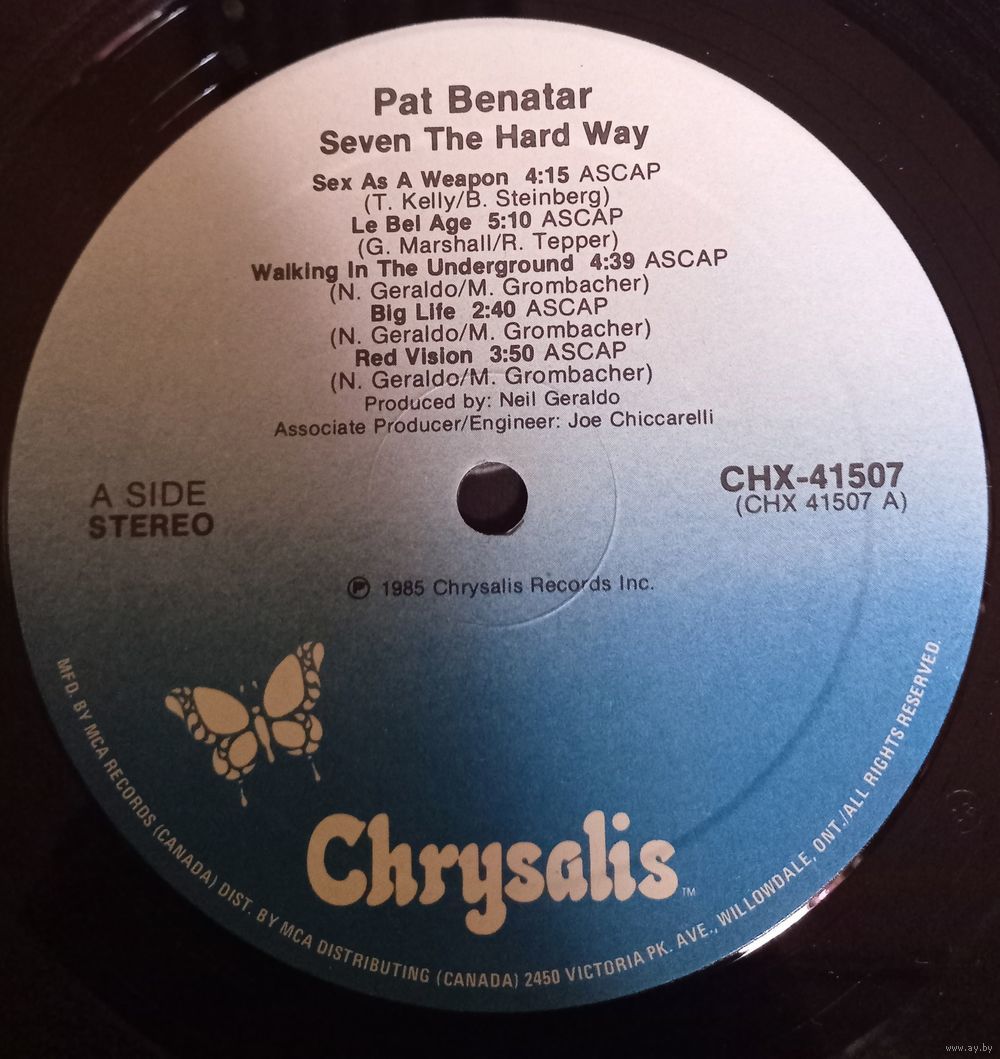 Pat Benatar
Seven The Hard Way
Sex As A Weapon 4:15 ASCAP
(T. Kelly/B. Steinberg)
Le Bel Age 5:10 ASCAP
(G. Marshall/R. Tepper)
Walking In The Underground 4:39 ASCAP
(N. Geraldo/M. Grombacher)
Big Life 2:40 ASCAP
(N. Geraldo/M. Grombacher)
Red Vision 3:50 ASCAP
(N. Geraldo/M. Grombacher)
Produced by: Neil Geraldo
Associate Producer/Engineer: Joe Chiccarelli
A SIDE
STEREO
CHX-41507
(CHX 41507 A)
℗ 1985 Chrysalis Records Inc.
Chrysalis™
MFD. BY MCA RECORDS (CANADA) DIST. BY MCA DISTRIBUTING (CANADA) 2450 VICTORIA PK. AVE., WILLOWDALE, ONT./ALL RIGHTS RESERVED.
www.ay.by